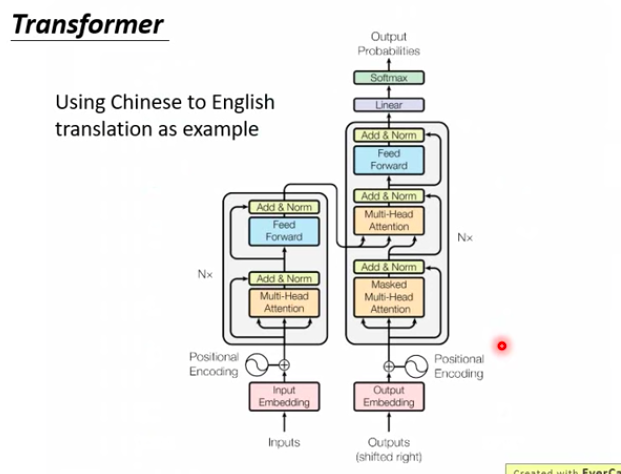 Transformer
Using Chinese to English
translation as example
Output
Probabilities
Softmax
Linear
Add & Norm
Feed
Forward
Add & Norm
Multi-Head
Attention
Add & Norm
Masked
Multi-Head
Attention
Nx
Add & Norm
Feed
Forward
Add & Norm
Multi-Head
Attention
Nx
Positional
Encoding
Positional
Encoding
Input
Embedding
Output
Embedding
Inputs
Outputs
(shifted right)
Created with